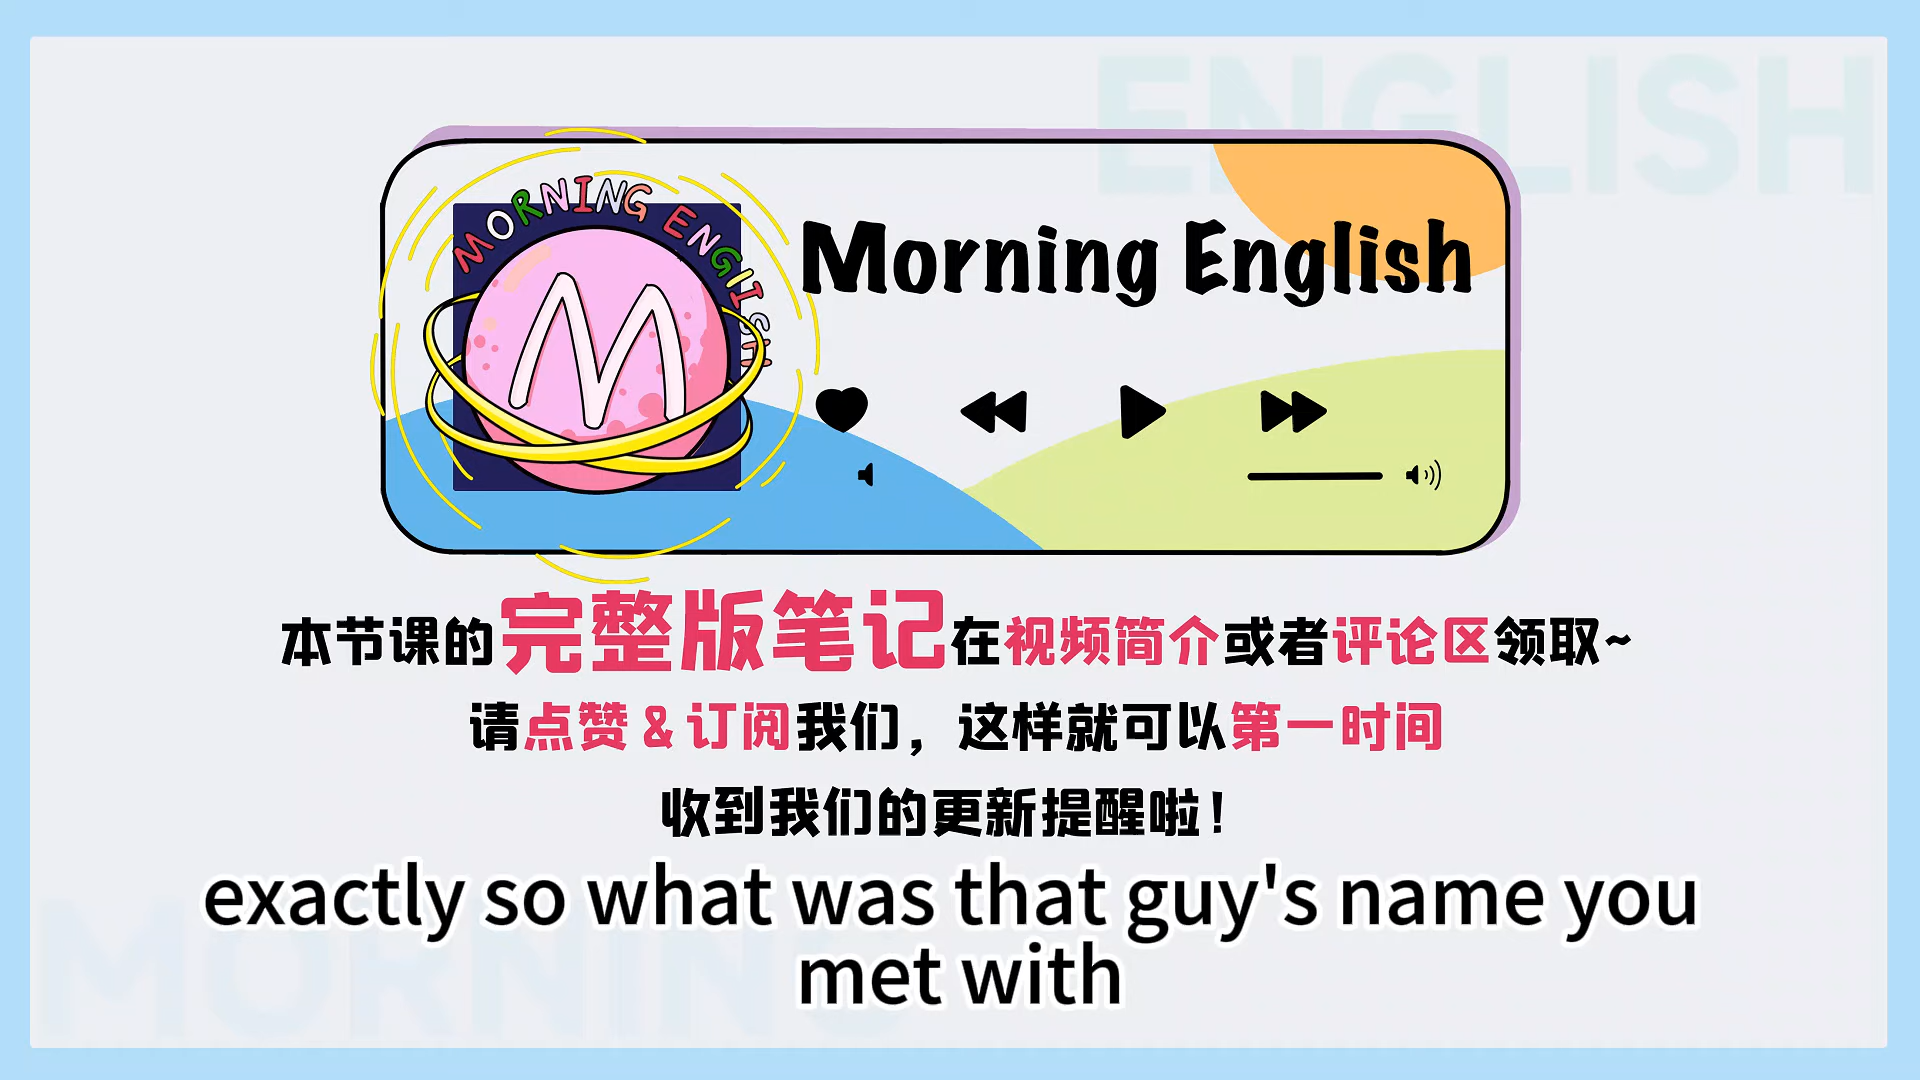 ENGLISH
MORNING ENGLISH
M
Morning English
本节课的完整版笔记在视频简介或者评论区领取~
请点赞&订阅我们，这样就可以第一时间
收到我们的更新提醒啦！
exactly so what was that guy's name you
met with
MORNING